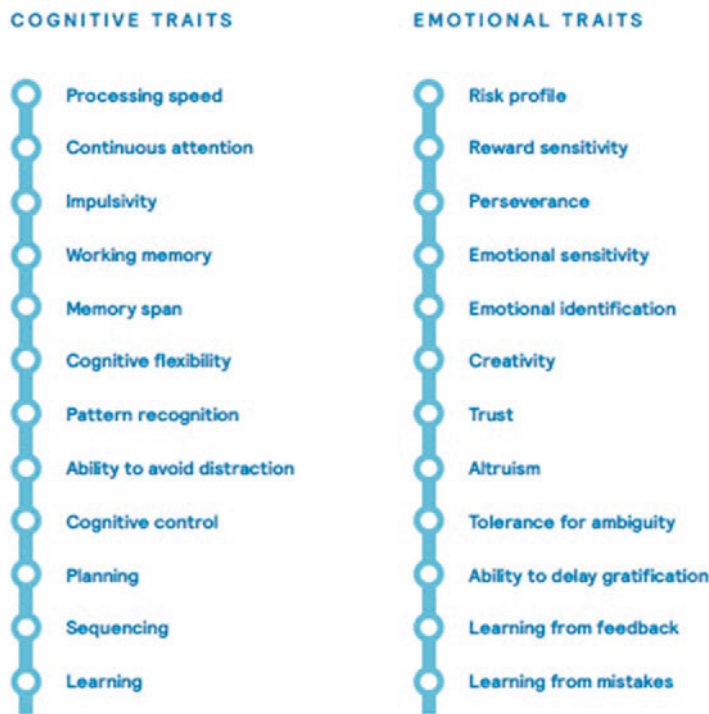 COGNITIVE TRAITS
Processing speed
Continuous attention
Impulsivity
Working memory
Memory span
Cognitive flexibility
Pattern recognition
Ability to avoid distraction
Cognitive control
Planning
Sequencing
Learning
EMOTIONAL TRAITS
Risk profile
Reward sensitivity
Perseverance
Emotional sensitivity
Emotional identification
Creativity
Trust
Altruism
Tolerance for ambiguity
Ability to delay gratification
Learning from feedback
Learning from mistakes